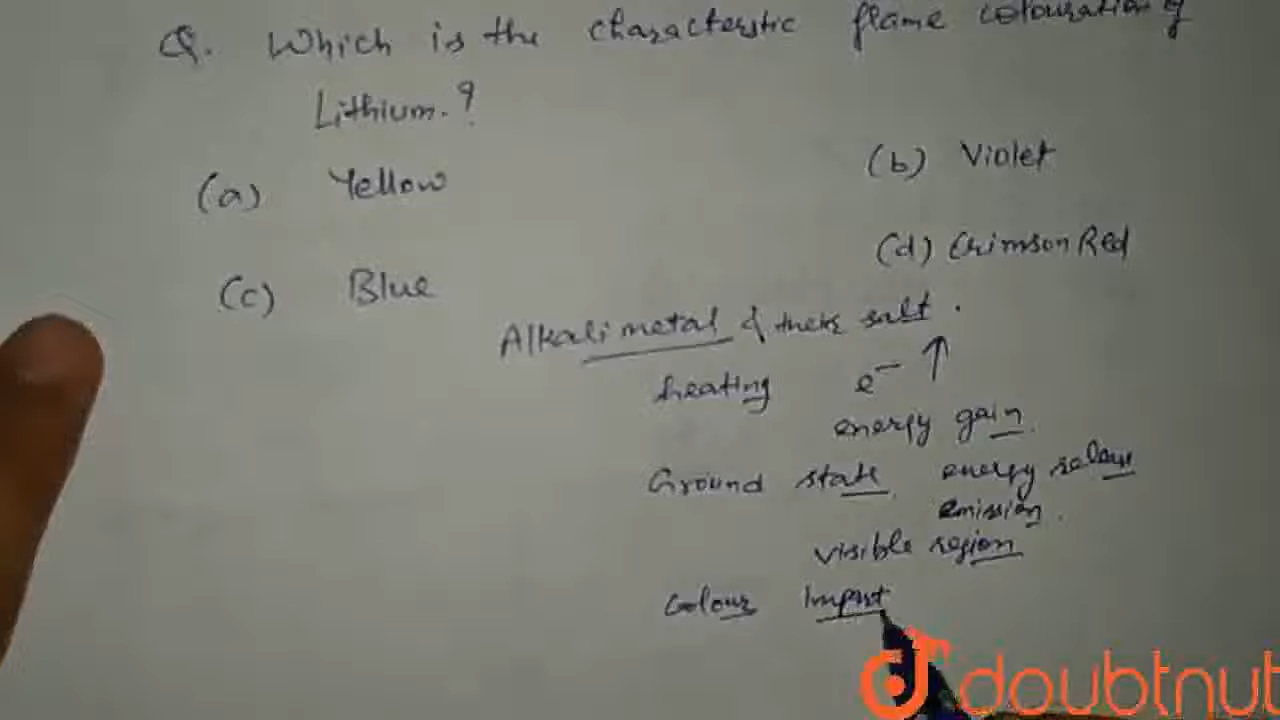 Q. Which is the characterstic flame colouration of
Lithium.?
(a) Yellow
(b) Violet
(c) Blue
(d) Crimson Red
Alkali metal & their salt.
heating e⁻ ↑
energy gain.
Ground state energy release
emission.
visible region
Colour Impart
doubtnut